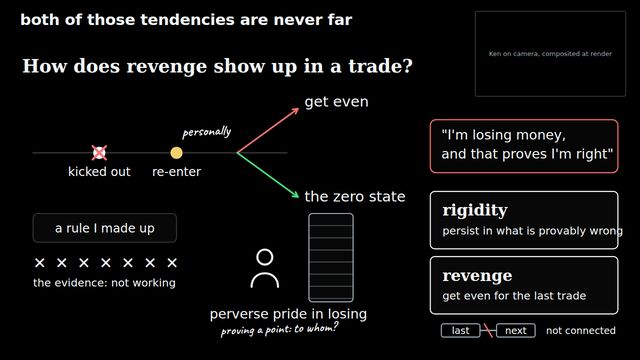 both of those tendencies are never far
Ken on camera, composited at render
How does revenge show up in a trade?
get even
personally
kicked out
re-enter
the zero state
"I'm losing money,
and that proves I'm right"
a rule I made up
the evidence: not working
perverse pride in losing
proving a point: to whom?
rigidity
persist in what is provably wrong
revenge
get even for the last trade
last
next
not connected